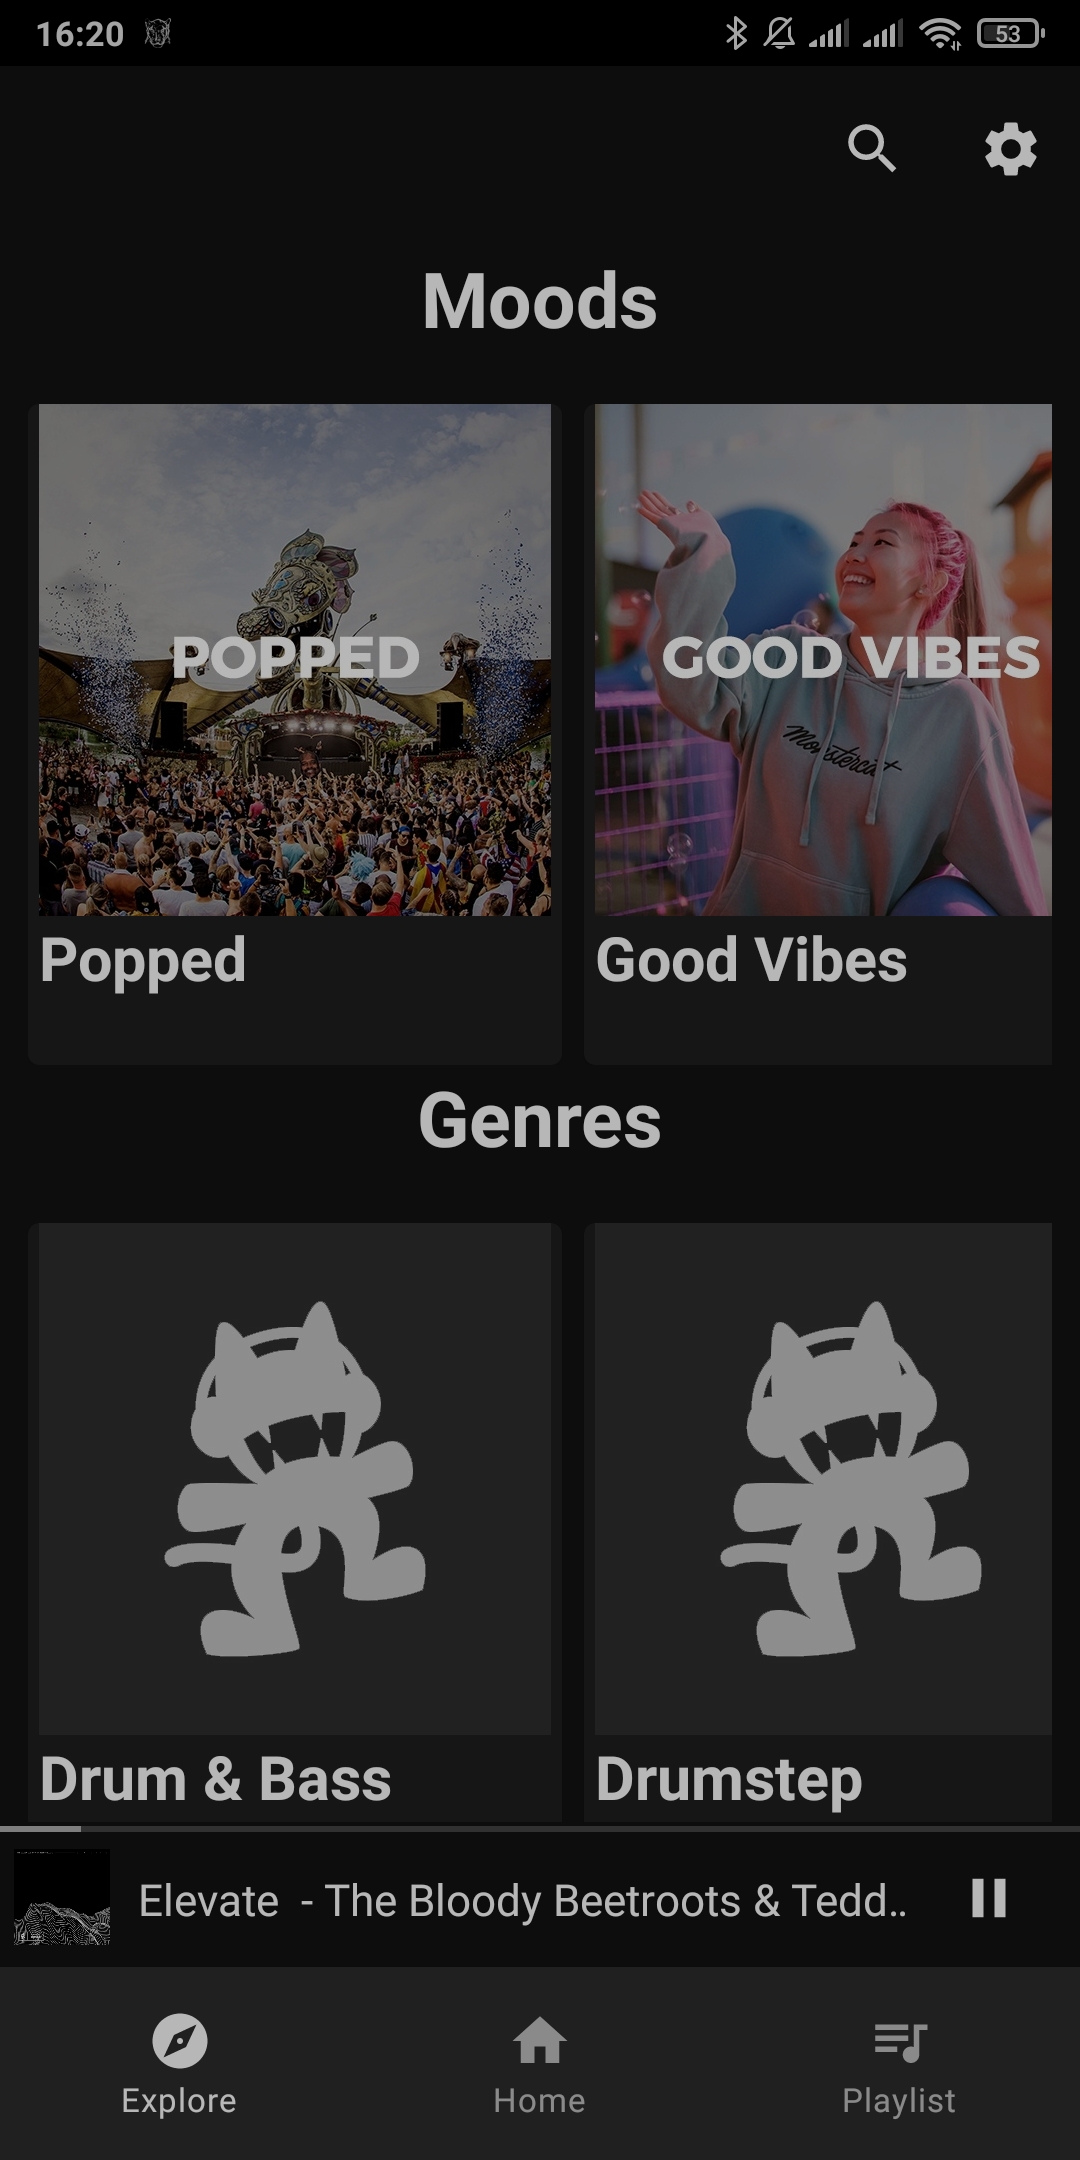 16:20
53
Moods
POPPED
GOOD VIBES
Monstercat
Popped
Good Vibes
Genres
Drum & Bass
Drumstep
Elevate - The Bloody Beetroots & Tedd..
Explore
Home
Playlist